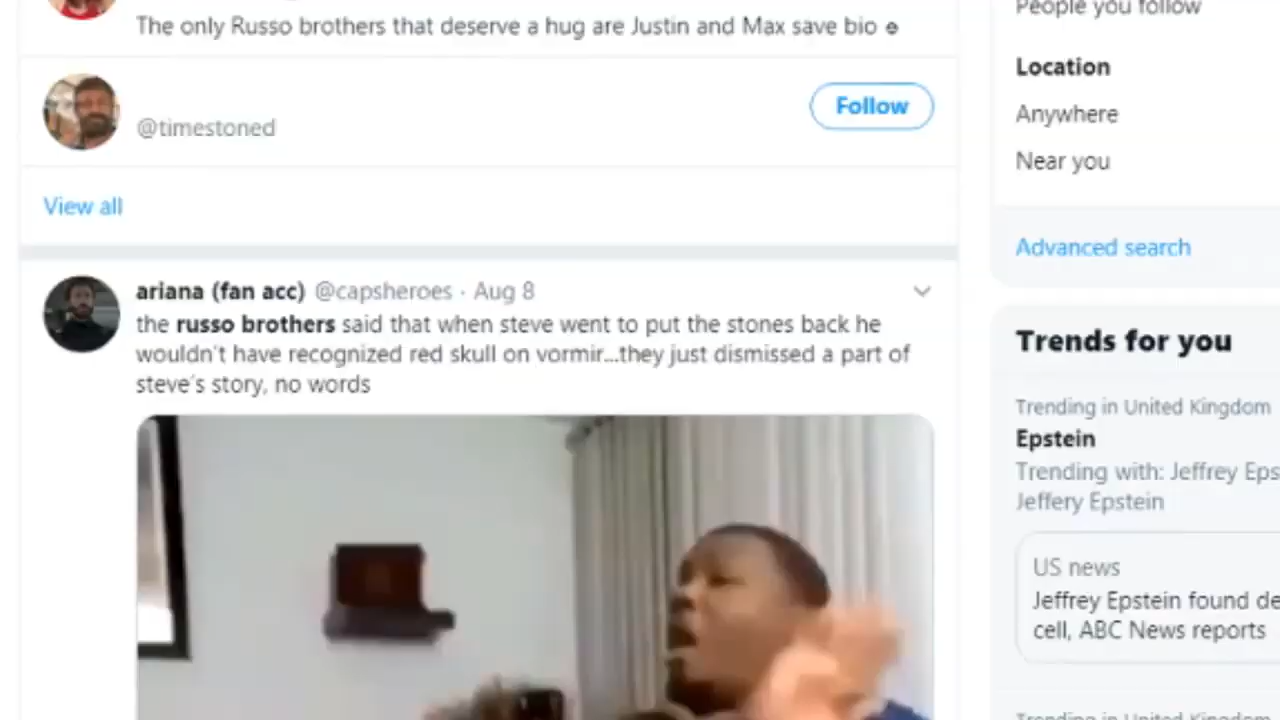 The only Russo brothers that deserve a hug are Justin and Max save bio
@timestoned
Follow
View all
ariana (fan acc) @capsheroes · Aug 8
the russo brothers said that when steve went to put the stones back he
wouldn't have recognized red skull on vormir...they just dismissed a part of
steve's story, no words
People you follow
Location
Anywhere
Near you
Advanced search
Trends for you
Trending in United Kingdom
Epstein
Trending with: Jeffrey Eps
Jeffery Epstein
US news
Jeffrey Epstein found de
cell, ABC News reports
Trending in United Kingdom